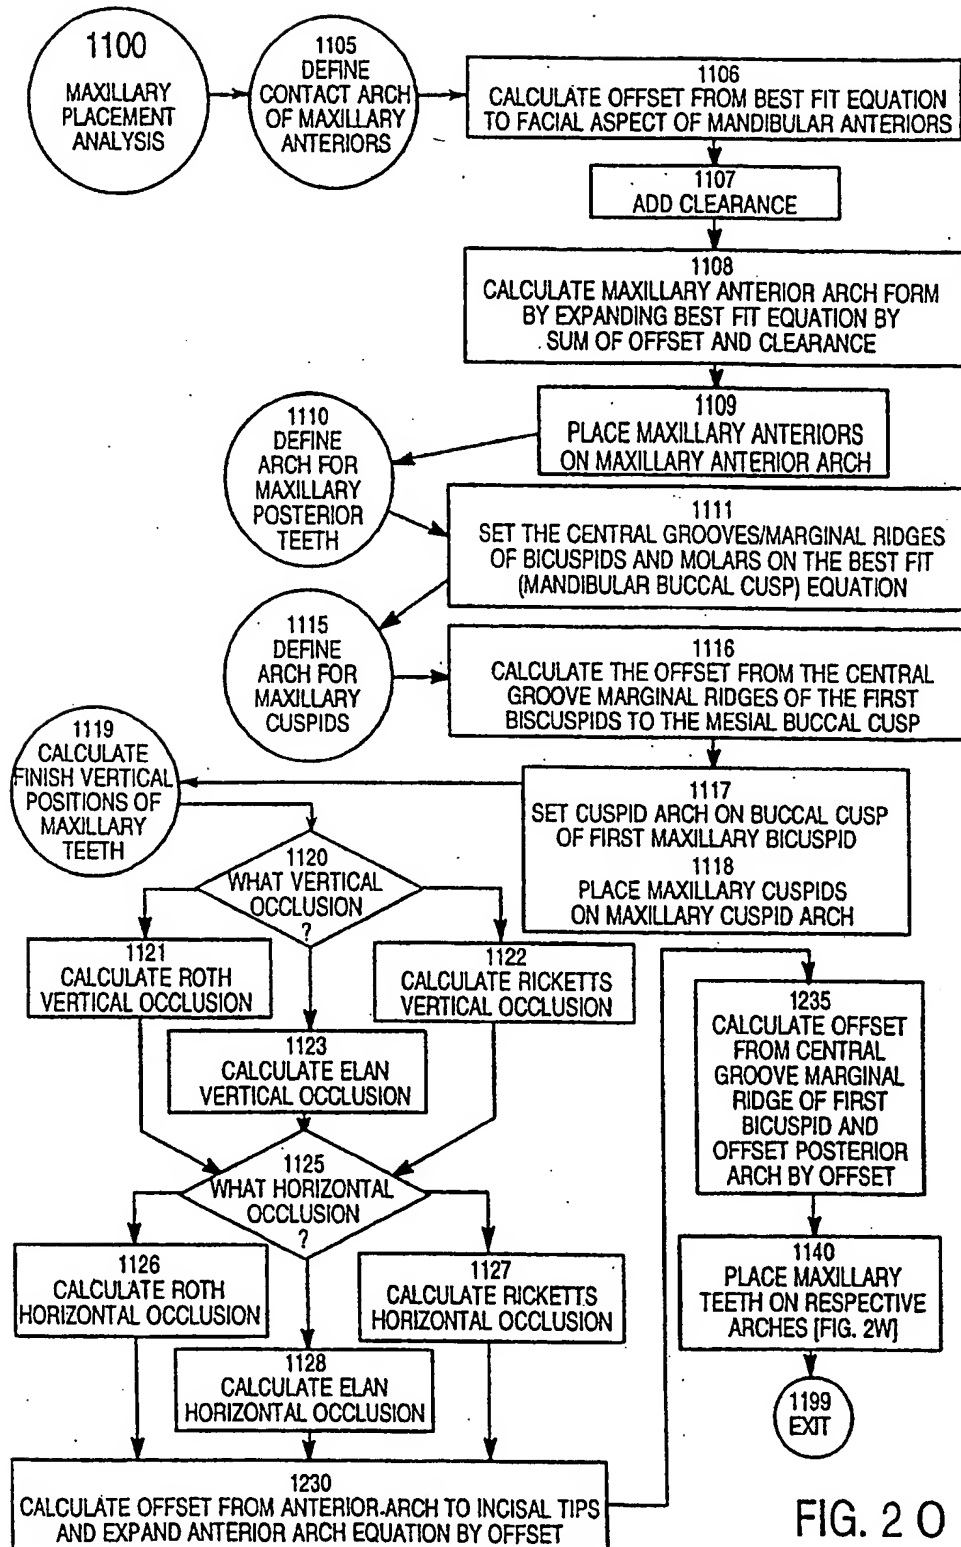 1100
MAXILLARY
PLACEMENT
ANALYSIS
1105
DEFINE
CONTACT ARCH
OF MAXILLARY
ANTERIORS
1106
CALCULATE OFFSET FROM BEST FIT EQUATION
TO FACIAL ASPECT OF MANDIBULAR ANTERIORS
1107
ADD CLEARANCE
1108
CALCULATE MAXILLARY ANTERIOR ARCH FORM
BY EXPANDING BEST FIT EQUATION BY
SUM OF OFFSET AND CLEARANCE
1109
PLACE MAXILLARY ANTERIORS
ON MAXILLARY ANTERIOR ARCH
1110
DEFINE
ARCH FOR
MAXILLARY
POSTERIOR
TEETH
1111
SET THE CENTRAL GROOVES/MARGINAL RIDGES
OF BICUSPIDS AND MOLARS ON THE BEST FIT
(MANDIBULAR BUCCAL CUSP) EQUATION
1115
DEFINE
ARCH FOR
MAXILLARY
CUSPIDS
1116
CALCULATE THE OFFSET FROM THE CENTRAL
GROOVE MARGINAL RIDGES OF THE FIRST
BISCUSPIDS TO THE MESIAL BUCCAL CUSP
1117
SET CUSPID ARCH ON BUCCAL CUSP
OF FIRST MAXILLARY BICUSPID
1118
PLACE MAXILLARY CUSPIDS
ON MAXILLARY CUSPID ARCH
1119
CALCULATE
FINISH VERTICAL
POSITIONS OF
MAXILLARY
TEETH
1120
WHAT VERTICAL
OCCLUSION
?
1121
CALCULATE ROTH
VERTICAL OCCLUSION
1122
CALCULATE RICKETTS
VERTICAL OCCLUSION
1123
CALCULATE ELAN
VERTICAL OCCLUSION
1125
WHAT HORIZONTAL
OCCLUSION
?
1126
CALCULATE ROTH
HORIZONTAL OCCLUSION
1127
CALCULATE RICKETTS
HORIZONTAL OCCLUSION
1128
CALCULATE ELAN
HORIZONTAL OCCLUSION
1230
CALCULATE OFFSET FROM ANTERIOR ARCH TO INCISAL TIPS
AND EXPAND ANTERIOR ARCH EQUATION BY OFFSET
1235
CALCULATE OFFSET
FROM CENTRAL
GROOVE MARGINAL
RIDGE OF FIRST
BICUSPID AND
OFFSET POSTERIOR
ARCH BY OFFSET
1140
PLACE MAXILLARY
TEETH ON RESPECTIVE
ARCHES [FIG. 2W]
1199
EXIT
FIG. 2 O